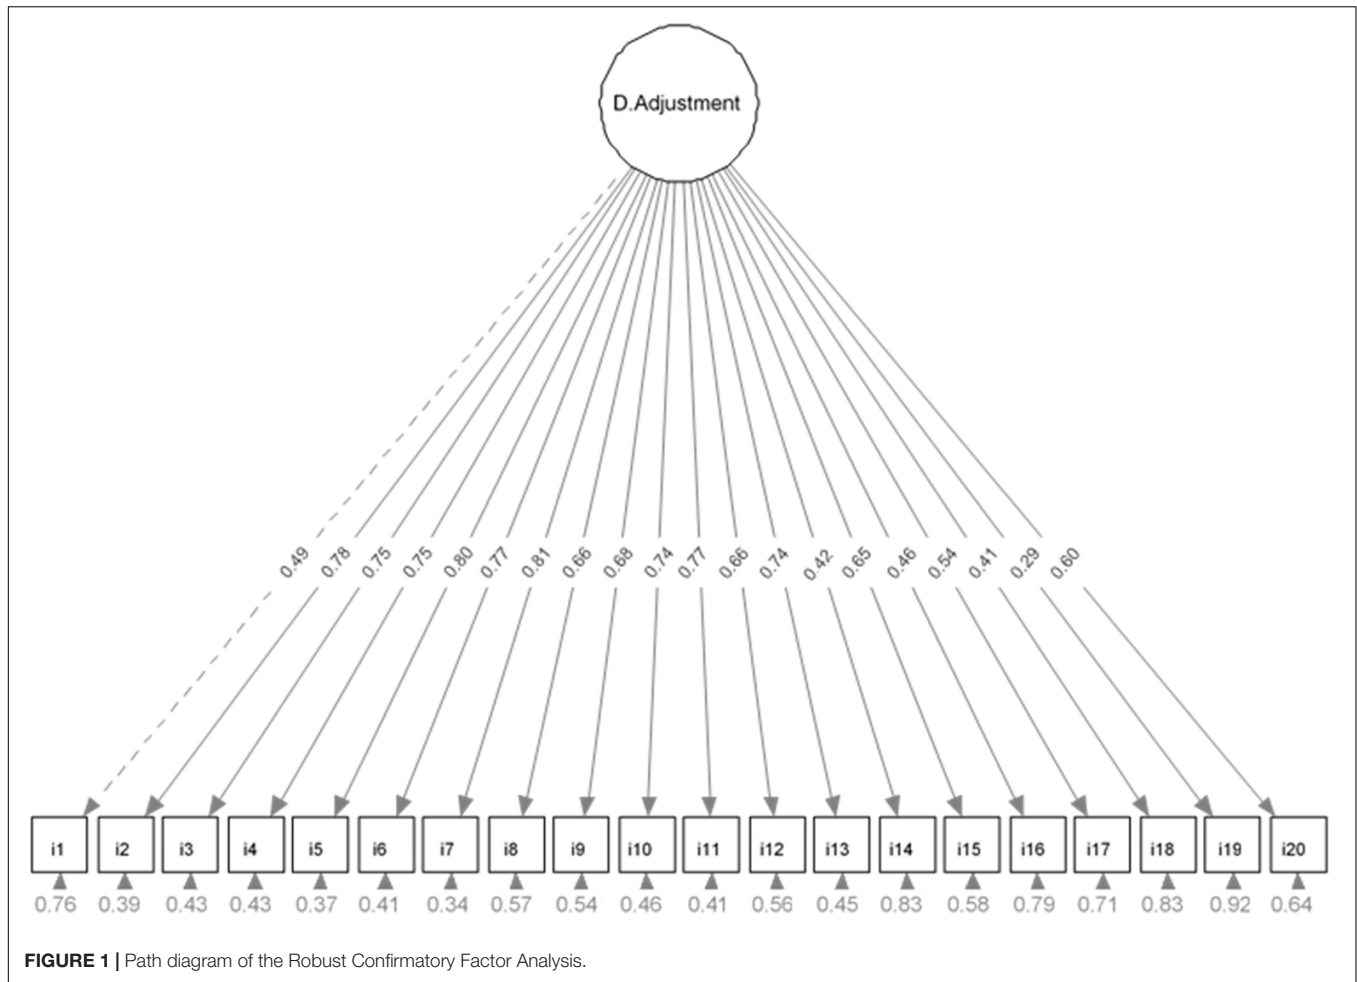 D.Adjustment
0.49 0.78 0.75 0.75 0.80 0.77 0.81 0.66 0.68 0.74 0.77 0.66 0.74 0.42 0.65 0.46 0.54 0.41 0.29 0.60
i1 i2 i3 i4 i5 i6 i7 i8 i9 i10 i11 i12 i13 i14 i15 i16 i17 i18 i19 i20
0.76 0.39 0.43 0.43 0.37 0.41 0.34 0.57 0.54 0.46 0.41 0.56 0.45 0.83 0.58 0.79 0.71 0.83 0.92 0.64
FIGURE 1 | Path diagram of the Robust Confirmatory Factor Analysis.